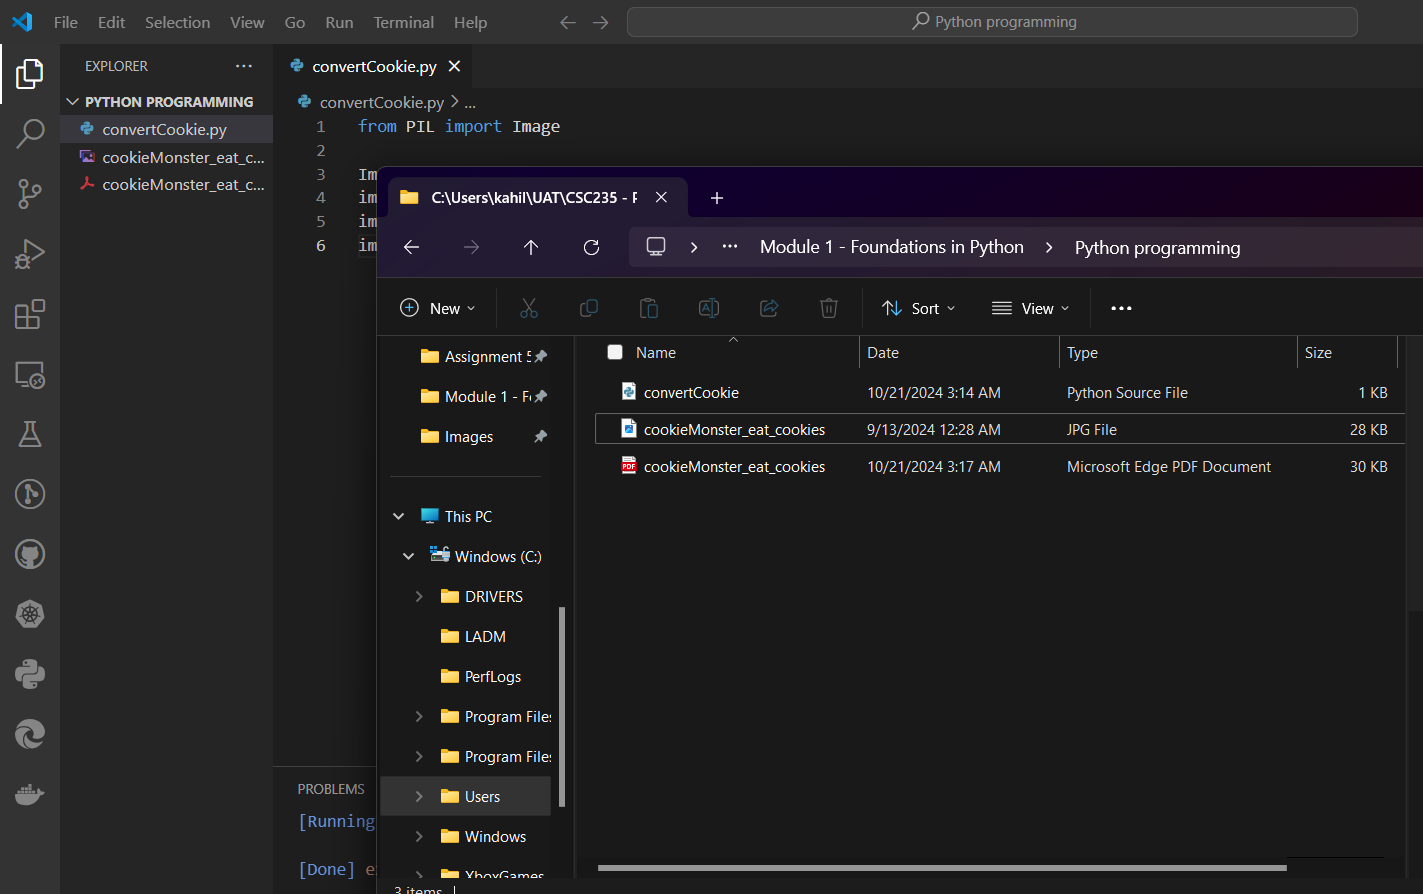 File Edit Selection View Go Run Terminal Help
Python programming
EXPLORER
convertCookie.py
PYTHON PROGRAMMING
convertCookie.py
cookieMonster_eat_c...
cookieMonster_eat_c...
convertCookie.py > ...
1 from PIL import Image
2
3 Im
4 im
5 im
6 im
C:\Users\kahil\UAT\CSC235 - F
Module 1 - Foundations in Python > Python programming
New Sort View
Name Date Type Size
convertCookie 10/21/2024 3:14 AM Python Source File 1 KB
cookieMonster_eat_cookies 9/13/2024 12:28 AM JPG File 28 KB
PDF cookieMonster_eat_cookies 10/21/2024 3:17 AM Microsoft Edge PDF Document 30 KB
Assignment 5
Module 1 - Fo
Images
This PC
Windows (C:)
DRIVERS
LADM
PerfLogs
Program Files
Program Files
Users
Windows
XboxGames
3 items
PROBLEMS
[Running
[Done] e